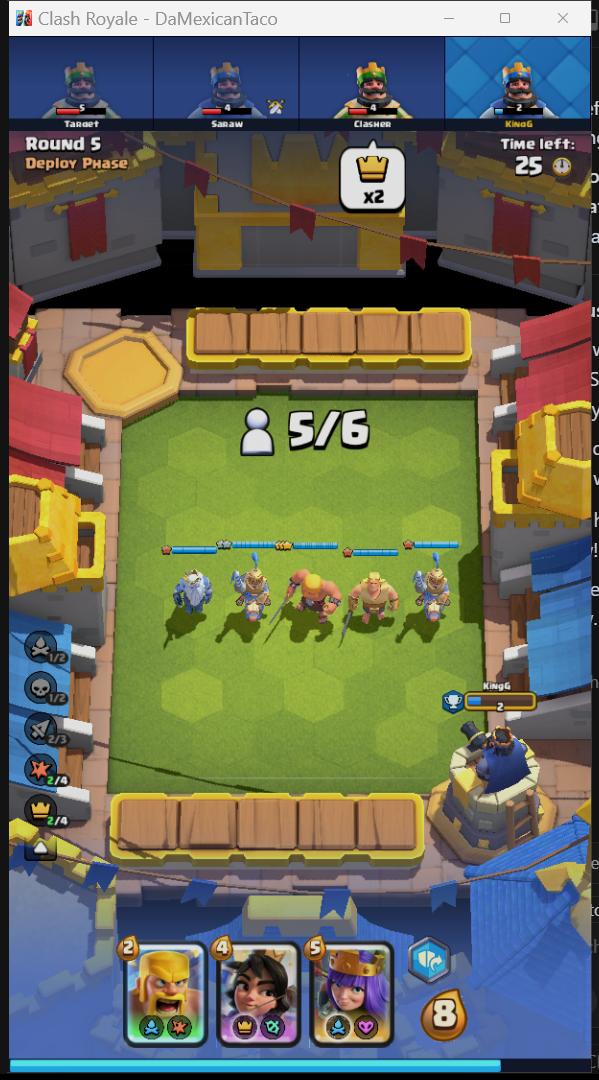 Clash Royale - DaMexicanTaco
5
4
4
2
Target
Saraw
Clasher
KingG
Round 5
Deploy Phase
x2
Time left:
25
5/6
KingG
2
1/2
1/2
2/3
2/4
2/4
2
4
5
8